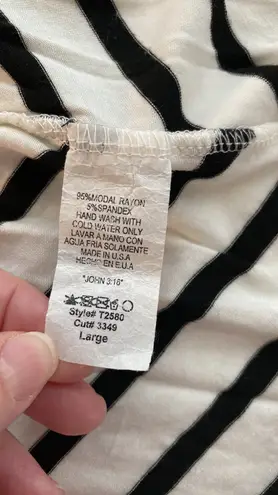 95%MODAL RAYON
5%SPANDEX
HAND WASH WITH
COLD WATER ONLY
LAVAR A MANO CON
AGUA FRIA SOLAMENTE
MADE IN U.S.A
HECHO EN E.U.A
"JOHN 3:16"
Style# T2580
Cut# 3349
Large